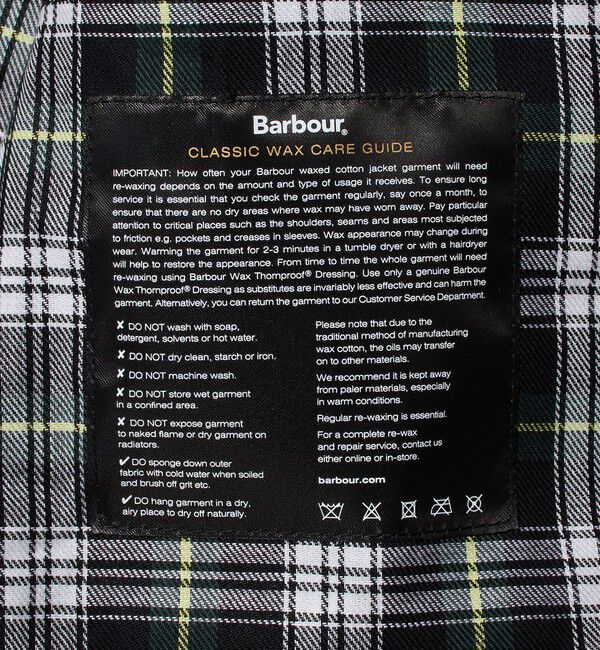 Barbour®
CLASSIC WAX CARE GUIDE
IMPORTANT: How often your Barbour waxed cotton jacket garment will need
re-waxing depends on the amount and type of usage it receives. To ensure long
service it is essential that you check the garment regularly, say once a month, to
ensure that there are no dry areas where wax may have worn away. Pay particular
attention to critical places such as the shoulders, seams and areas most subjected
to friction e.g. pockets and creases in sleeves. Wax appearance may change during
wear. Warming the garment for 2-3 minutes in a tumble dryer or with a hairdryer
will help to restore the appearance. From time to time the whole garment will need
re-waxing using Barbour Wax Thornproof® Dressing. Use only a genuine Barbour
Wax Thornproof® Dressing as substitutes are invariably less effective and can harm the
garment. Alternatively, you can return the garment to our Customer Service Department.
✘ DO NOT wash with soap,
detergent, solvents or hot water.
✘ DO NOT dry clean, starch or iron.
✘ DO NOT machine wash.
✘ DO NOT store wet garment
in a confined area.
✘ DO NOT expose garment
to naked flame or dry garment on
radiators.
✔ DO sponge down outer
fabric with cold water when soiled
and brush off grit etc.
✔ DO hang garment in a dry,
airy place to dry off naturally.
Please note that due to the
traditional method of manufacturing
wax cotton, the oils may transfer
on to other materials.
We recommend it is kept away
from paler materials, especially
in warm conditions.
Regular re-waxing is essential.
For a complete re-wax
and repair service, contact us
either online or in-store.
barbour.com